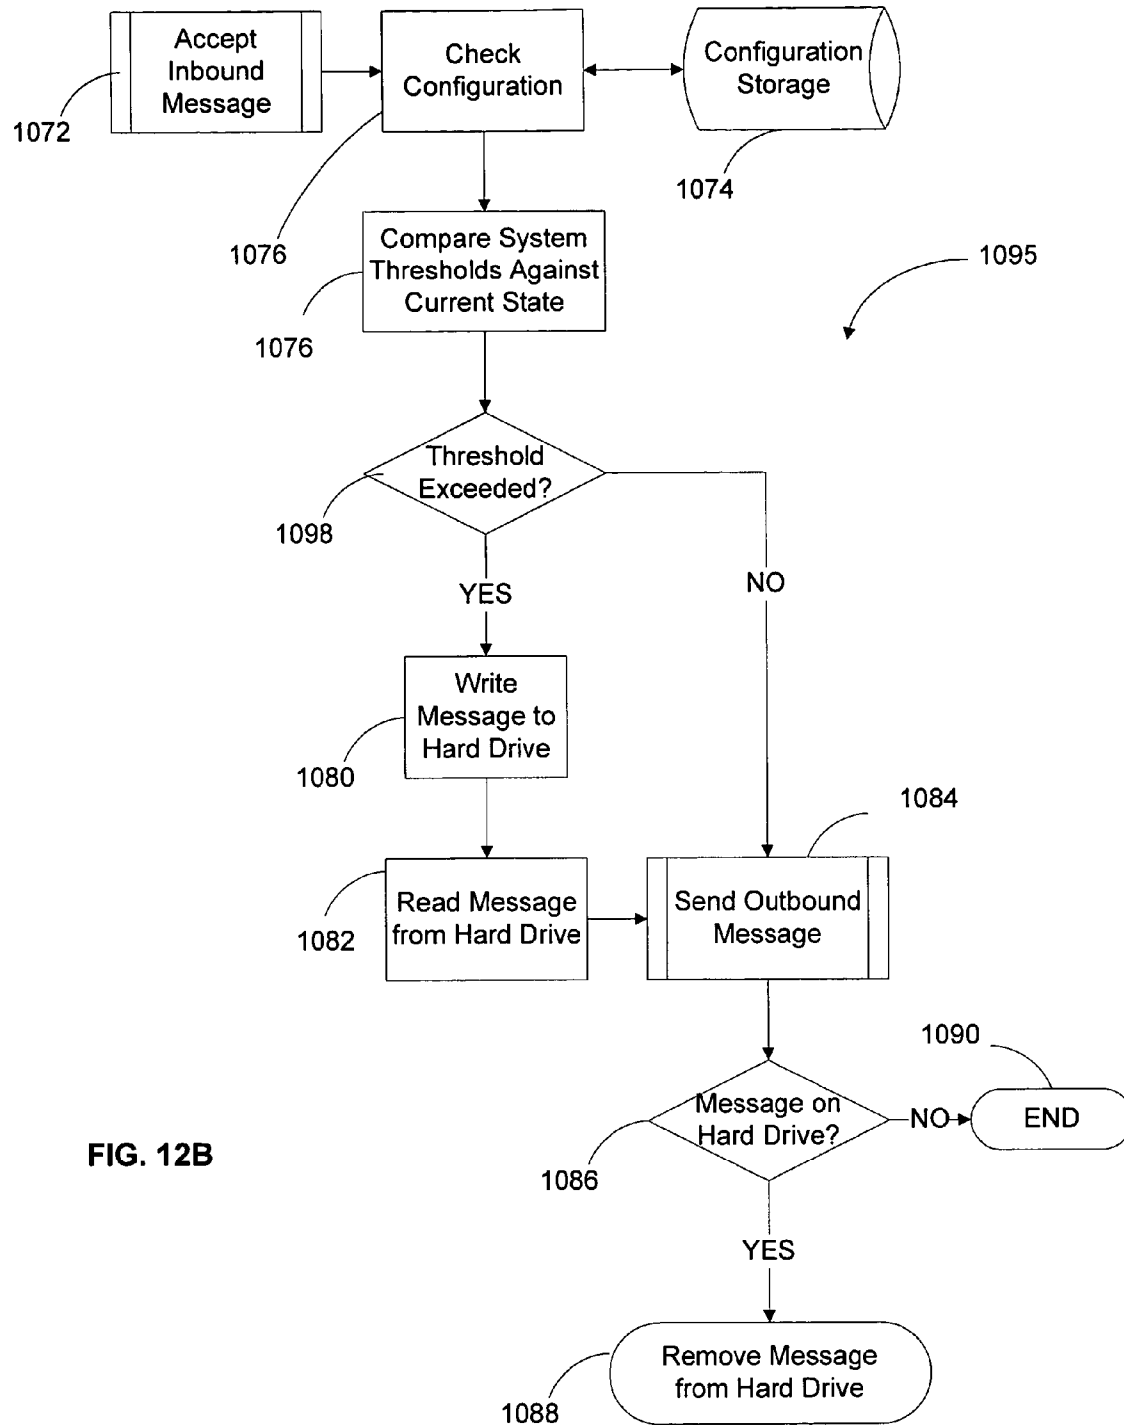 Accept
Inbound
Message
1072
Check
Configuration
1076
Configuration
Storage
1074
Compare System
Thresholds Against
Current State
1076
1095
Threshold
Exceeded?
1098
YES
NO
Write
Message to
Hard Drive
1080
1084
Read Message
from Hard Drive
1082
Send Outbound
Message
1090
Message on
Hard Drive?
1086
NO
END
FIG. 12B
YES
Remove Message
from Hard Drive
1088